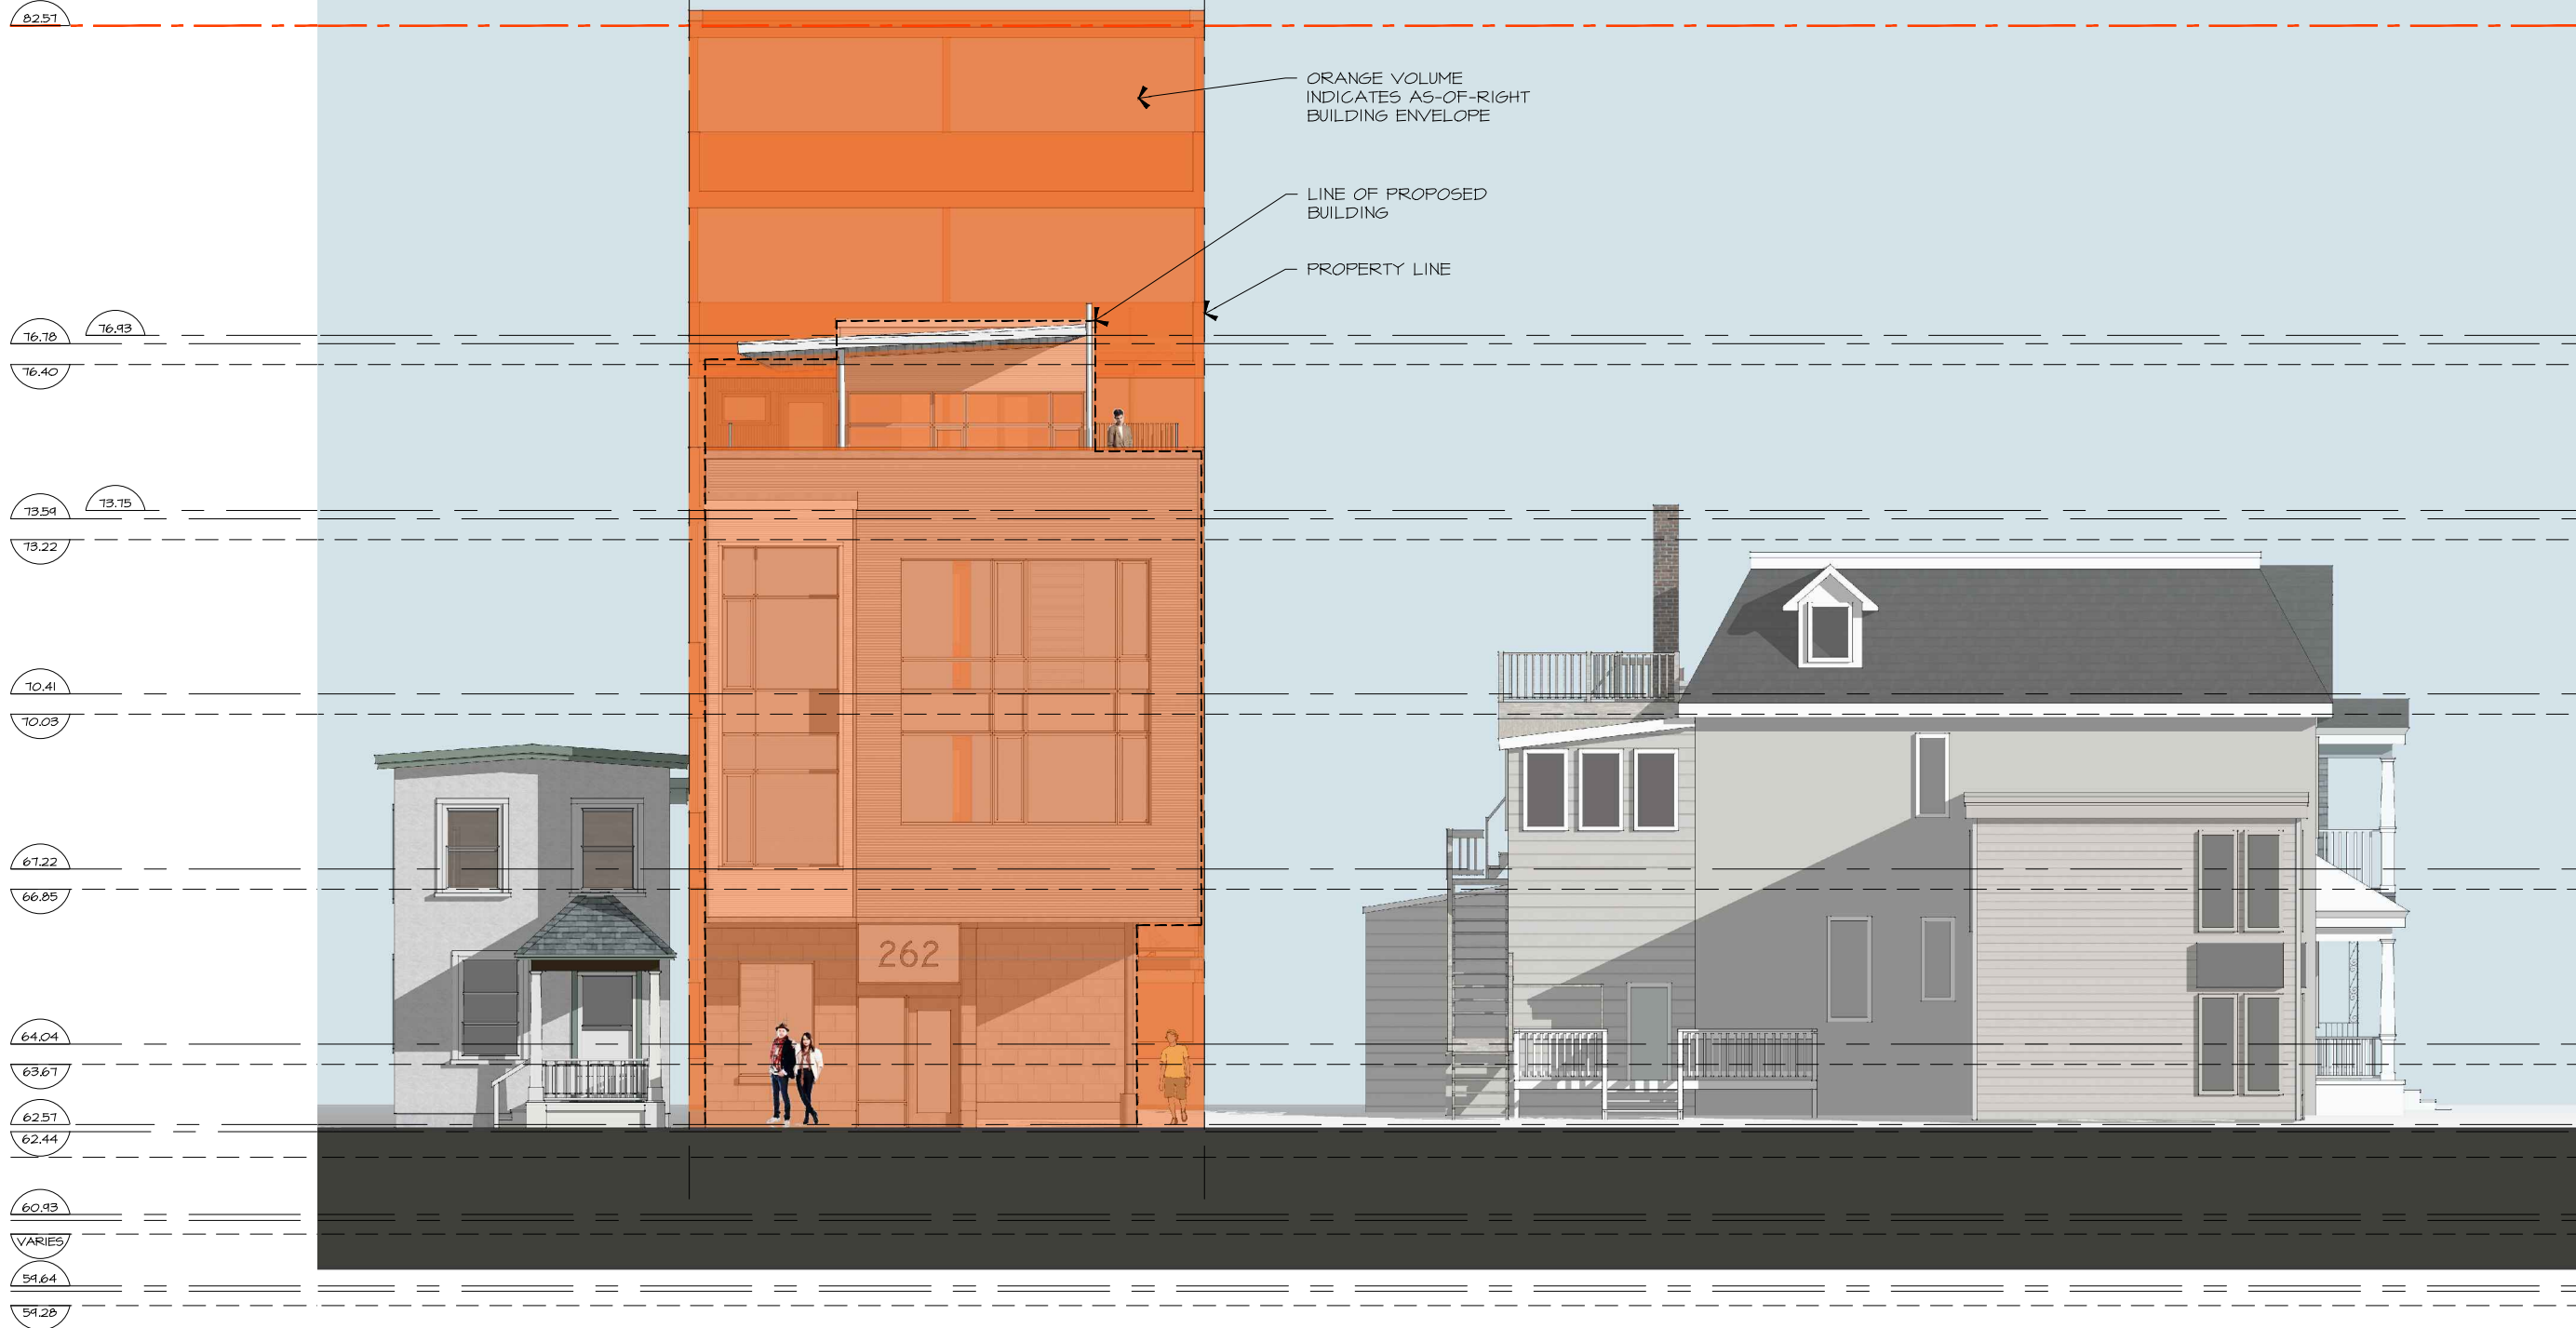 82.57
ORANGE VOLUME
INDICATES AS-OF-RIGHT
BUILDING ENVELOPE
LINE OF PROPOSED
BUILDING
PROPERTY LINE
76.93
76.78
76.40
73.75
73.59
73.22
70.41
70.03
67.22
66.85
262
64.04
63.67
62.57
62.44
60.93
VARIES
59.64
59.28